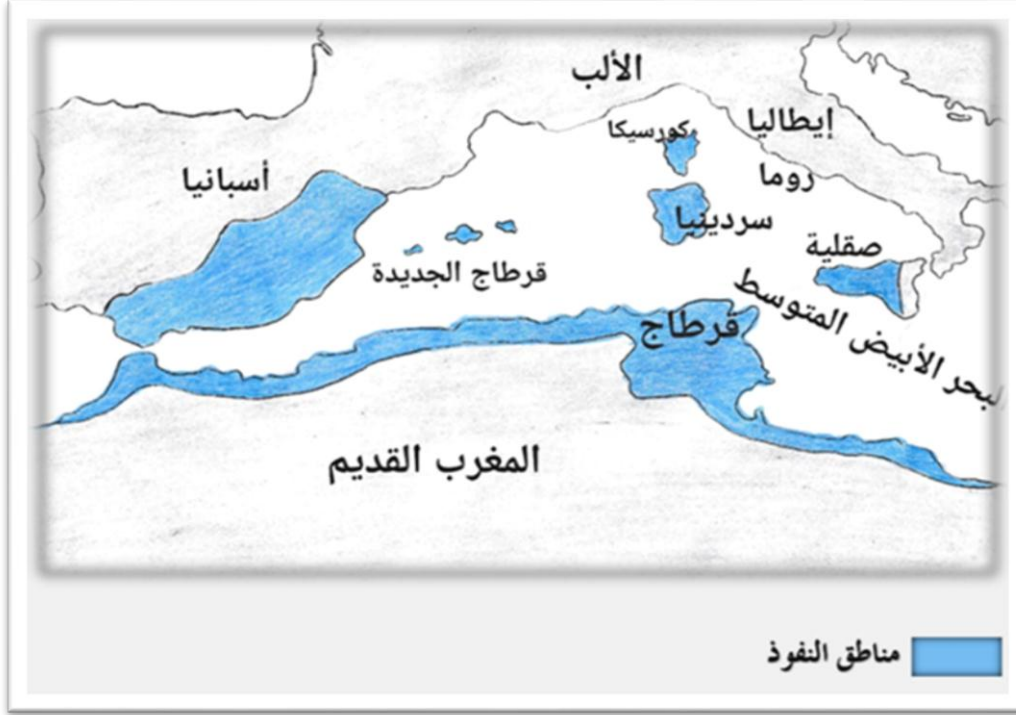 الألب
إيطاليا
كورسيكا
روما
أسبانيا
سردينيا
صقلية
قرطاج الجديدة
البحر الأبيض المتوسط
قرطاج
المغرب القديم
مناطق النفوذ